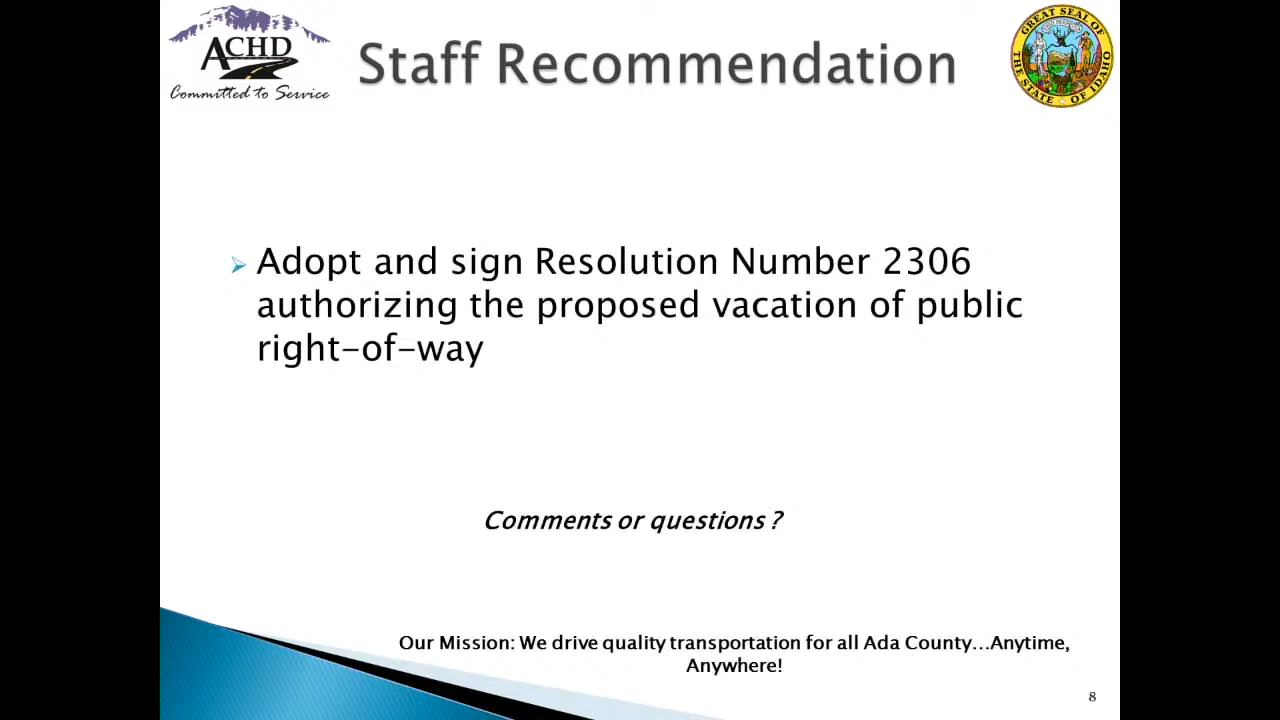 ACHD
Committed to Service
Staff Recommendation
GREAT SEAL OF
THE STATE OF IDAHO
Adopt and sign Resolution Number 2306
authorizing the proposed vacation of public
right-of-way
Comments or questions?
Our Mission: We drive quality transportation for all Ada County...Anytime,
Anywhere!
8